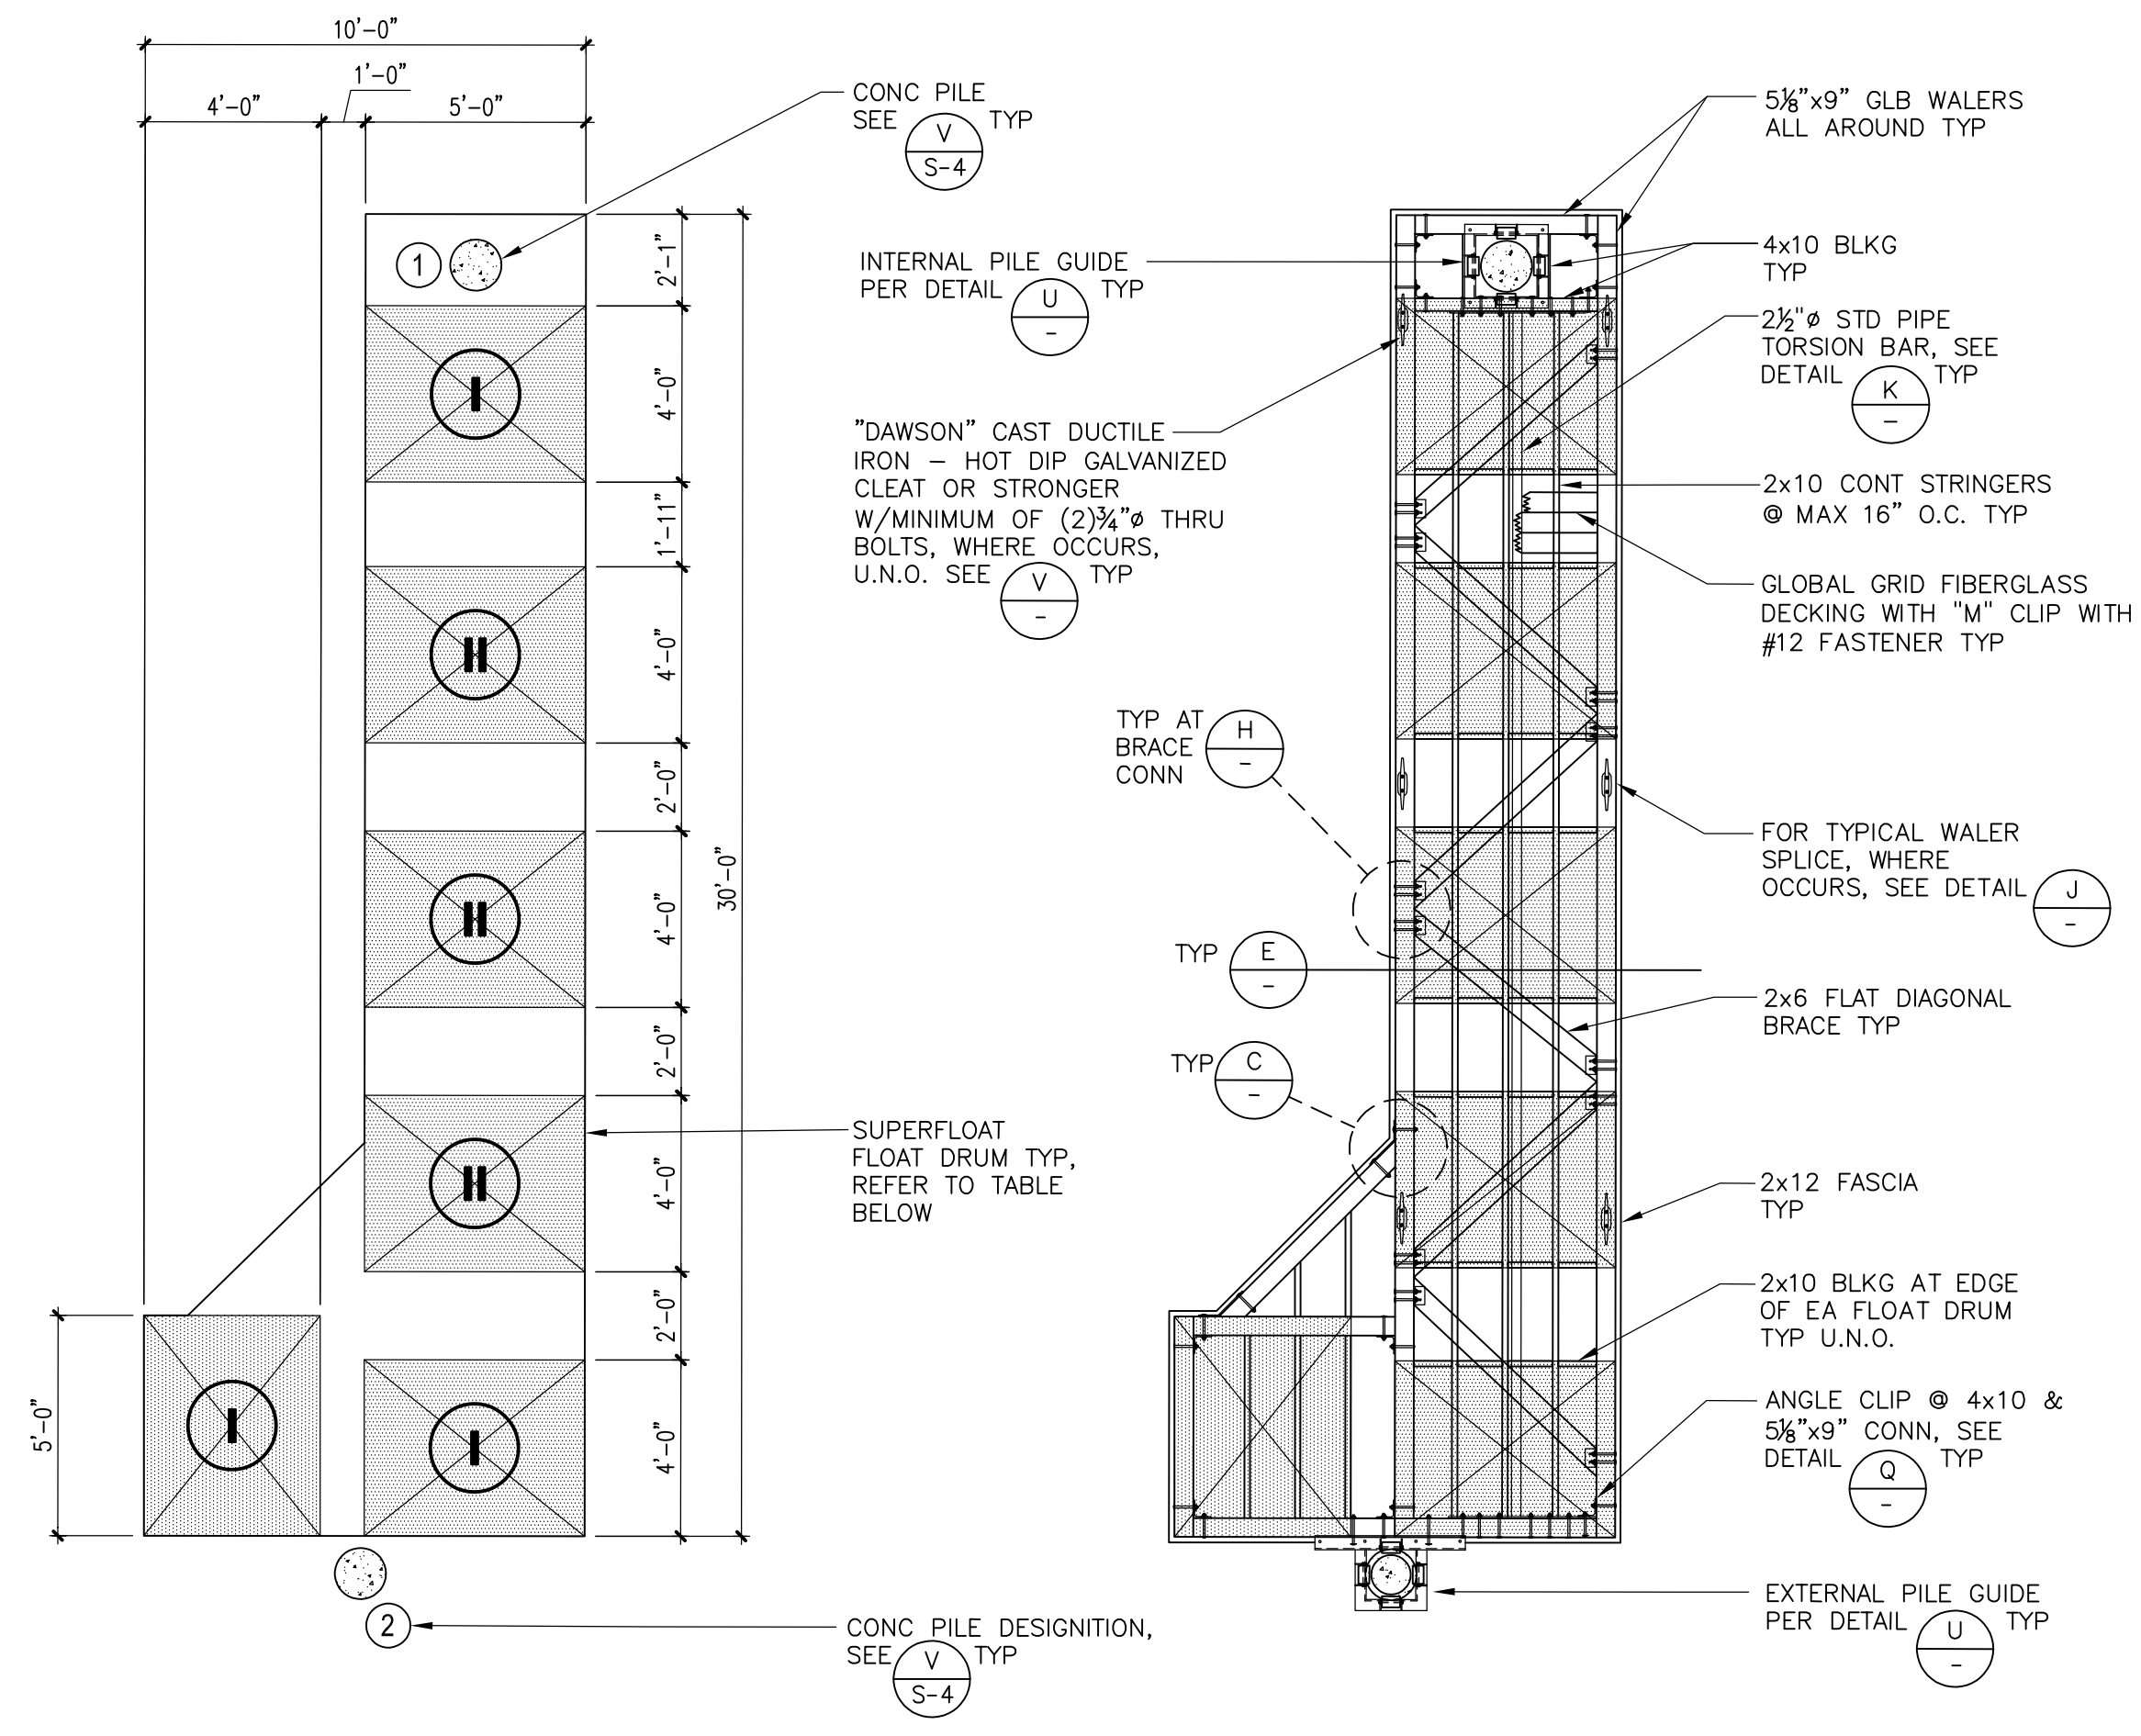 10'-0"
1'-0"
4'-0"
5'-0"
CONC PILE
SEE V S-4 TYP
1
2'-1"
4'-0"
1'-11"
4'-0"
2'-0"
4'-0"
2'-0"
4'-0"
2'-0"
4'-0"
30'-0"
5'-0"
I
II
II
II
I
I
2
SUPERFLOAT
FLOAT DRUM TYP,
REFER TO TABLE
BELOW
CONC PILE DESIGNITION,
SEE V S-4 TYP
INTERNAL PILE GUIDE
PER DETAIL U - TYP
"DAWSON" CAST DUCTILE
IRON – HOT DIP GALVANIZED
CLEAT OR STRONGER
W/MINIMUM OF (2)¾"ø THRU
BOLTS, WHERE OCCURS,
U.N.O. SEE V - TYP
TYP AT
BRACE
CONN
H
-
TYP E -
TYP C -
5⅛"x9" GLB WALERS
ALL AROUND TYP
4x10 BLKG
TYP
2½"ø STD PIPE
TORSION BAR, SEE
DETAIL K - TYP
2x10 CONT STRINGERS
@ MAX 16" O.C. TYP
GLOBAL GRID FIBERGLASS
DECKING WITH "M" CLIP WITH
#12 FASTENER TYP
FOR TYPICAL WALER
SPLICE, WHERE
OCCURS, SEE DETAIL J -
2x6 FLAT DIAGONAL
BRACE TYP
2x12 FASCIA
TYP
2x10 BLKG AT EDGE
OF EA FLOAT DRUM
TYP U.N.O.
ANGLE CLIP @ 4x10 &
5⅛"x9" CONN, SEE
DETAIL Q - TYP
EXTERNAL PILE GUIDE
PER DETAIL U - TYP